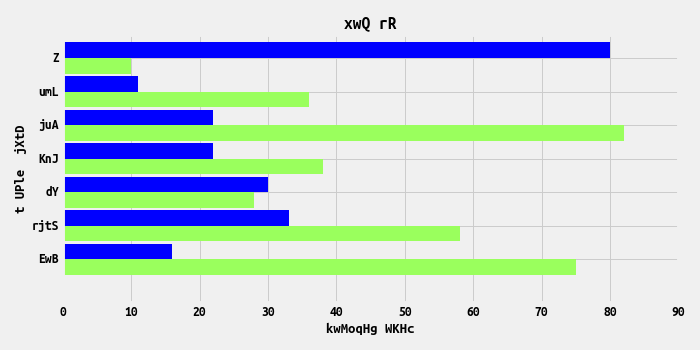 xwQ rR
Z
umL
juA
KnJ
dY
rjtS
EwB
t UPle  jXtD
0 10 20 30 40 50 60 70 80 90
kwMoqHg WKHc